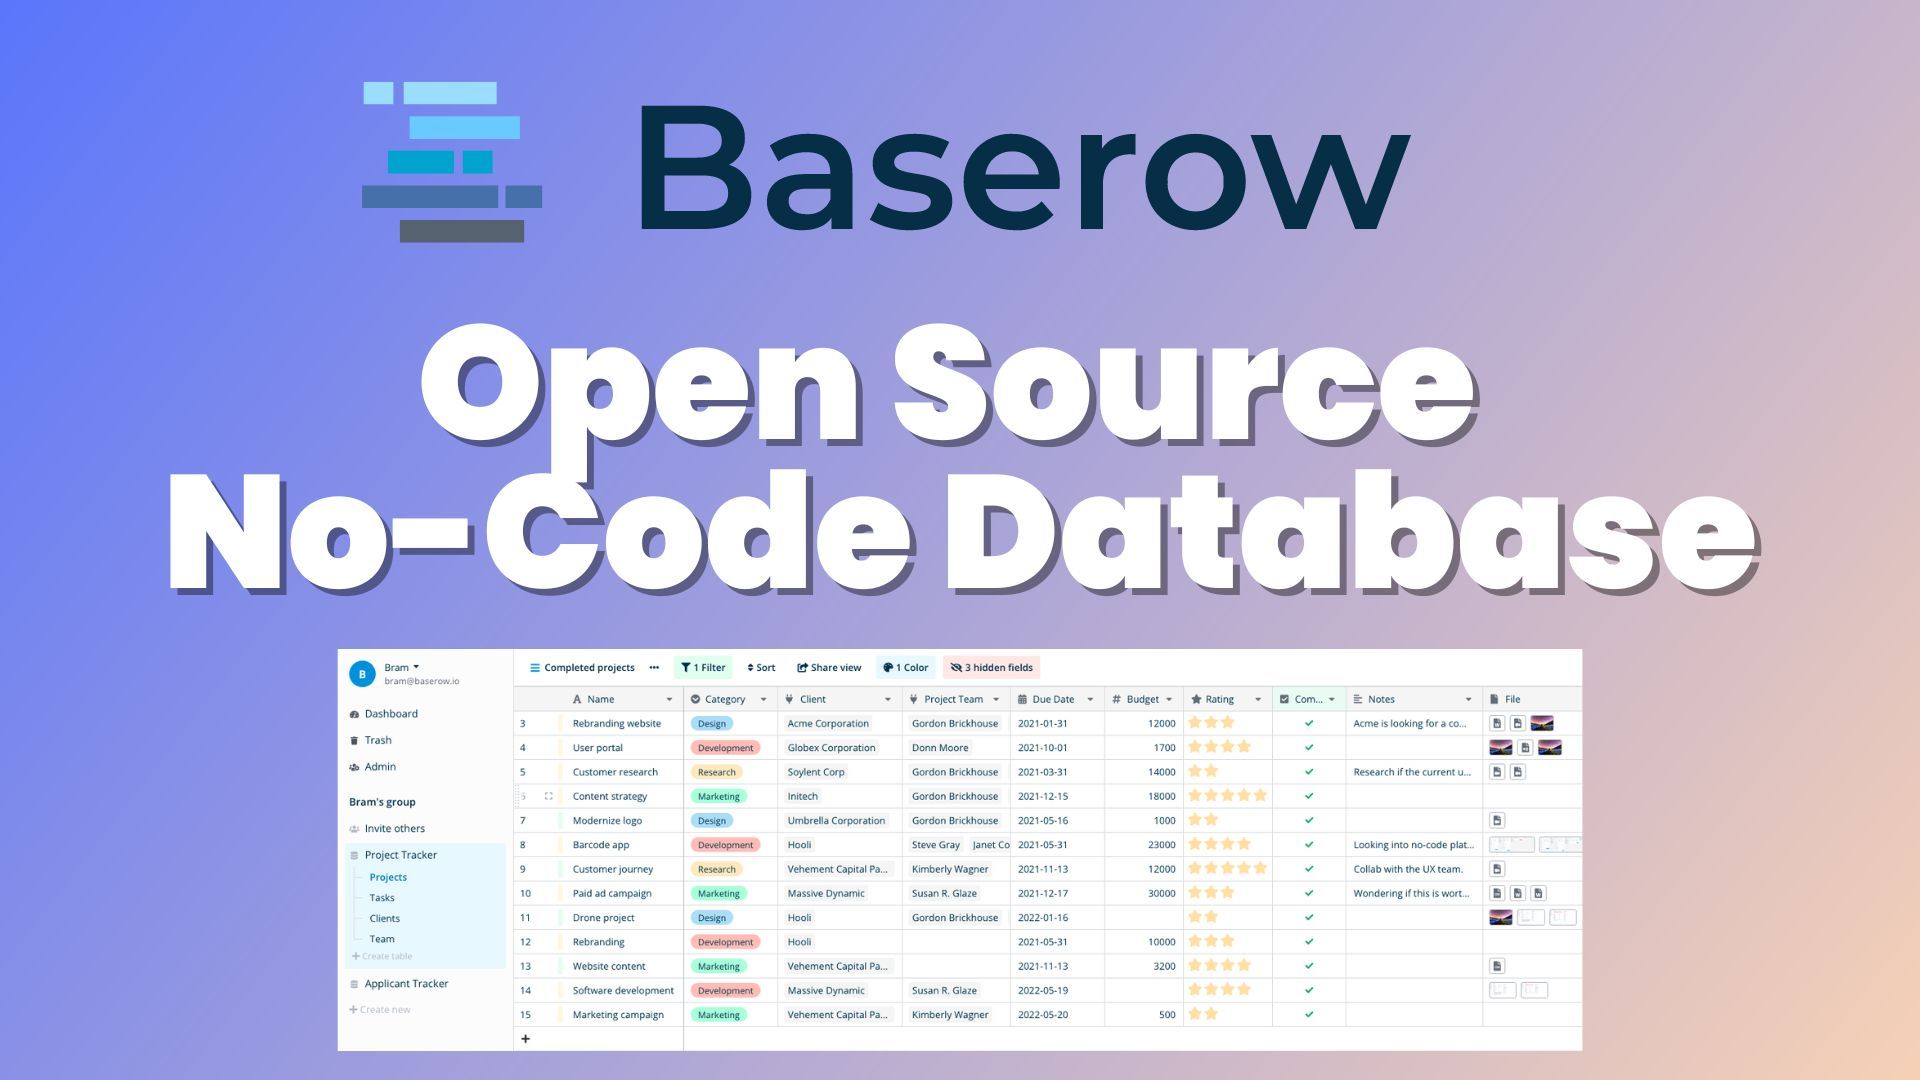 Baserow
Open Source
No-Code Database
B Bram
bram@baserow.io
Dashboard
Trash
Admin
Bram's group
Invite others
Project Tracker
Projects
Tasks
Clients
Team
+ Create table
Applicant Tracker
+ Create new
Completed projects ••• 1 Filter Sort Share view 1 Color 3 hidden fields
Name Category Client Project Team Due Date # Budget Rating Com... Notes File
3 Rebranding website Design Acme Corporation Gordon Brickhouse 2021-01-31 12000 Acme is looking for a co...
4 User portal Development Globex Corporation Donn Moore 2021-10-01 1700
5 Customer research Research Soylent Corp Gordon Brickhouse 2021-03-31 14000 Research if the current u...
6 Content strategy Marketing Initech Gordon Brickhouse 2021-12-15 18000
7 Modernize logo Design Umbrella Corporation Gordon Brickhouse 2021-05-16 1000
8 Barcode app Development Hooli Steve Gray Janet Co 2021-05-31 23000 Looking into no-code plat...
9 Customer journey Research Vehement Capital Pa... Kimberly Wagner 2021-11-13 12000 Collab with the UX team.
10 Paid ad campaign Marketing Massive Dynamic Susan R. Glaze 2021-12-17 30000 Wondering if this is wort...
11 Drone project Design Hooli Gordon Brickhouse 2022-01-16
12 Rebranding Development Hooli 2021-05-31 10000
13 Website content Marketing Vehement Capital Pa... 2021-11-13 3200
14 Software development Development Massive Dynamic Susan R. Glaze 2022-05-19
15 Marketing campaign Marketing Vehement Capital Pa... Kimberly Wagner 2022-05-20 500
+